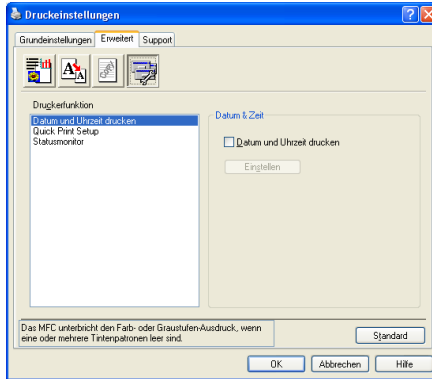 Druckeinstellungen
Grundeinstellungen Erweitert Support
Druckerfunktion
Datum und Uhrzeit drucken
Quick Print Setup
Statusmonitor
Datum & Zeit
Datum und Uhrzeit drucken
Einstellen
Das MFC unterbricht den Farb- oder Graustufen-Ausdruck, wenn
eine oder mehrere Tintenpatronen leer sind.
Standard
OK Abbrechen Hilfe